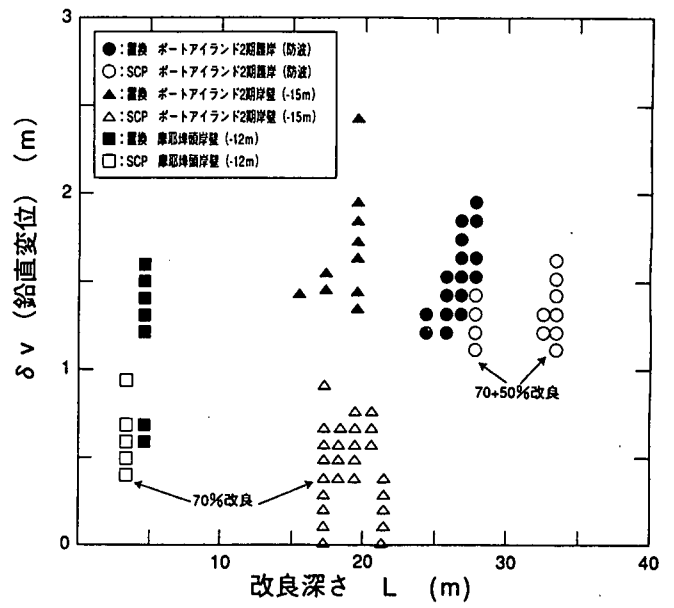 ●：置換 ポートアイランド2期護岸（防波）
○：SCP ポートアイランド2期護岸（防波）
▲：置換 ポートアイランド2期岸壁（-15m）
△：SCP ポートアイランド2期岸壁（-15m）
■：置換 摩耶埠頭岸壁（-12m）
□：SCP 摩耶埠頭岸壁（-12m）
3
2
1
0
δv（鉛直変位）（m）
70+50%改良
70%改良
10
20
30
40
改良深さ L （m）